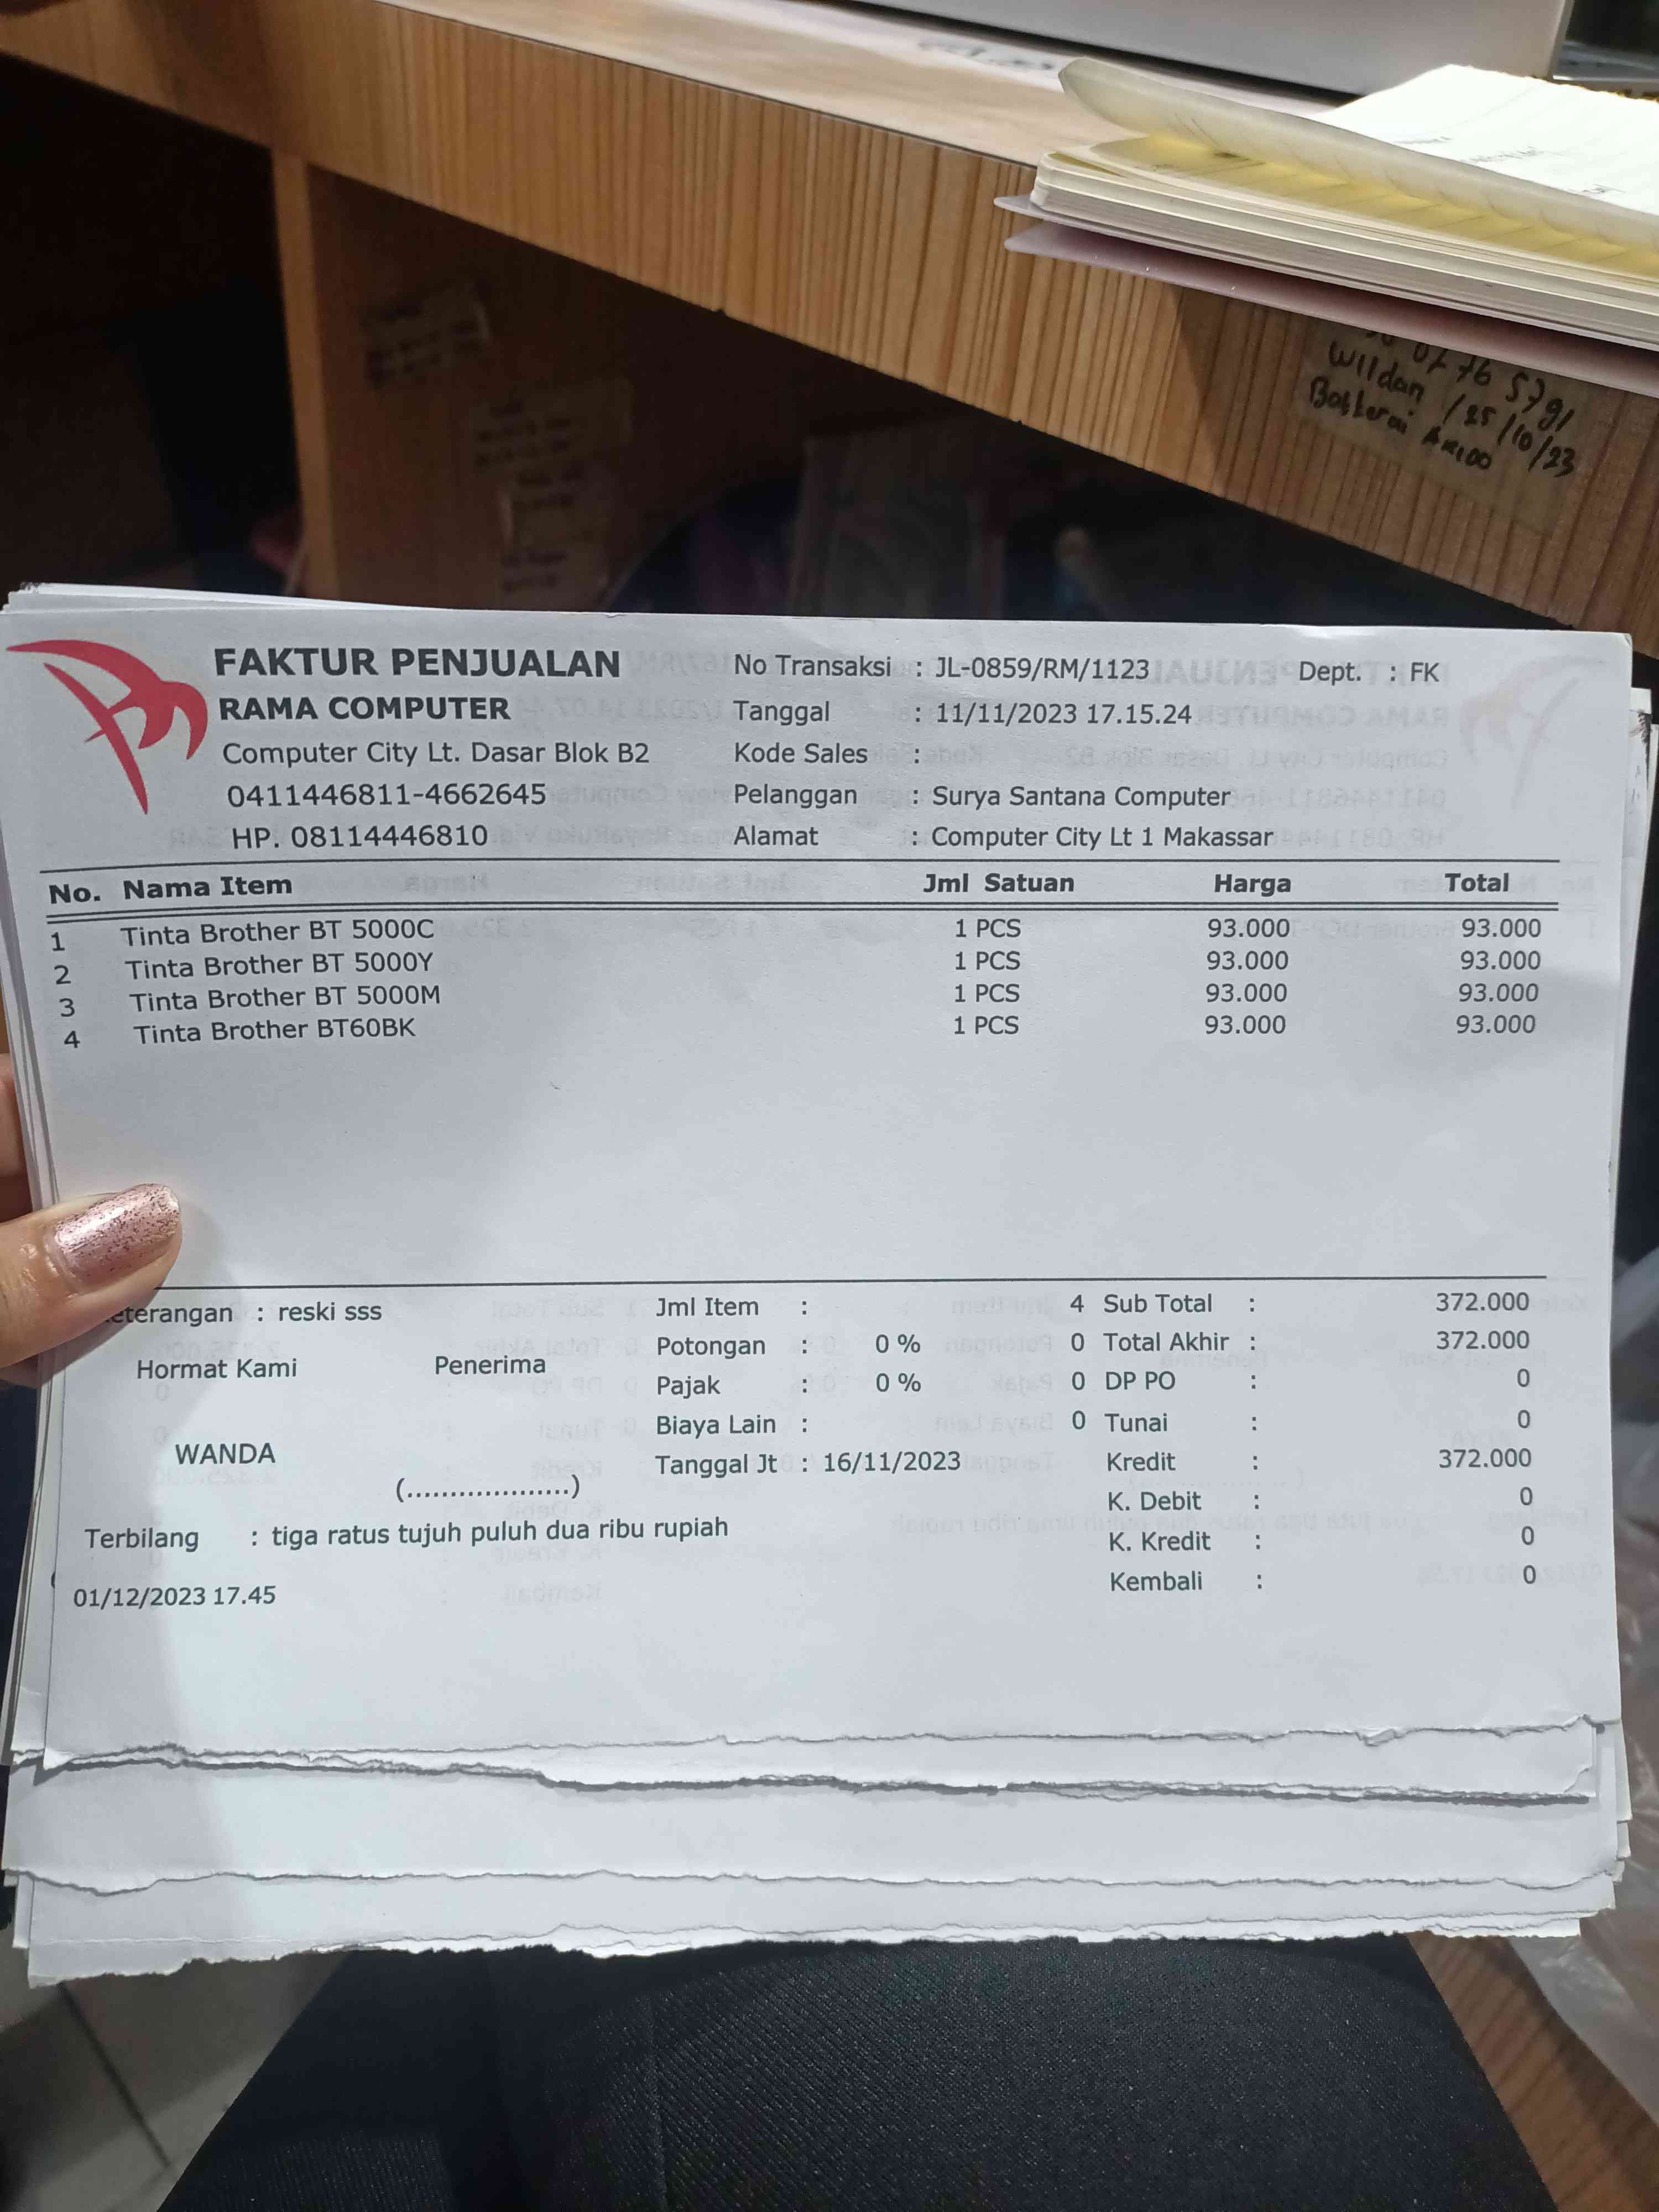 Wildan /25/10/23
FAKTUR PENJUALAN
RAMA COMPUTER
Computer City Lt. Dasar Blok B2
0411446811-4662645
HP. 08114446810
No Transaksi : JL-0859/RM/1123 Dept. : FK
Tanggal : 11/11/2023 17.15.24
Kode Sales :
Pelanggan : Surya Santana Computer
Alamat : Computer City Lt 1 Makassar
No. Nama Item Jml Satuan Harga Total
1 Tinta Brother BT 5000C 1 PCS 93.000 93.000
2 Tinta Brother BT 5000Y 1 PCS 93.000 93.000
3 Tinta Brother BT 5000M 1 PCS 93.000 93.000
4 Tinta Brother BT60BK 1 PCS 93.000 93.000
eterangan : reski sss
Hormat Kami Penerima
WANDA
(...................)
Jml Item : 4
Potongan : 0 % 0
Pajak : 0 % 0
Biaya Lain : 0
Tanggal Jt : 16/11/2023
Sub Total : 372.000
Total Akhir : 372.000
DP PO : 0
Tunai : 0
Kredit : 372.000
K. Debit : 0
K. Kredit : 0
Kembali : 0
Terbilang : tiga ratus tujuh puluh dua ribu rupiah
01/12/2023 17.45